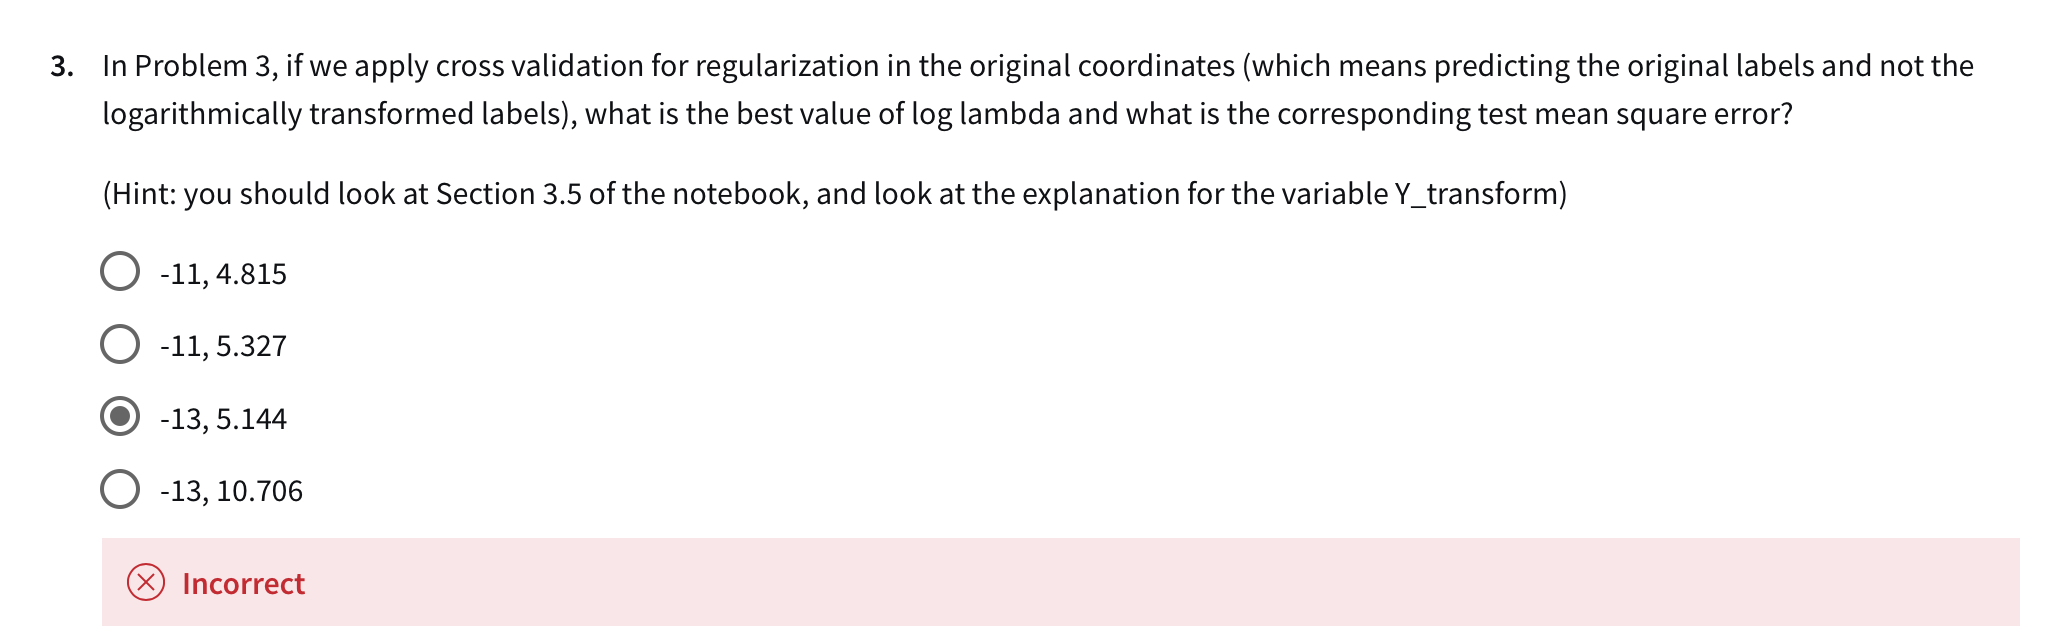 3. In Problem 3, if we apply cross validation for regularization in the original coordinates (which means predicting the original labels and not the
logarithmically transformed labels), what is the best value of log lambda and what is the corresponding test mean square error?
(Hint: you should look at Section 3.5 of the notebook, and look at the explanation for the variable Y_transform)
-11, 4.815
-11, 5.327
-13, 5.144
-13, 10.706
Incorrect